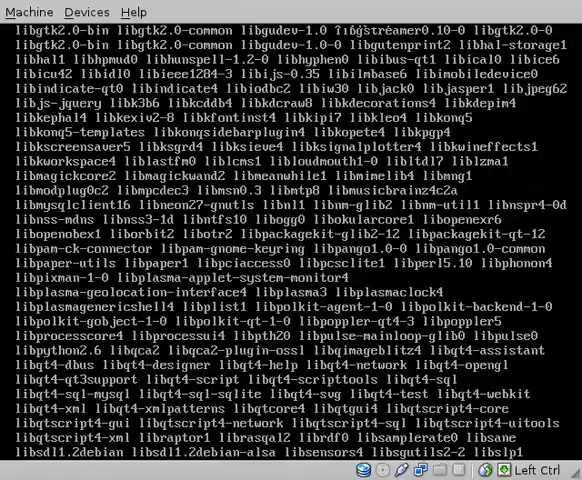 Machine Devices Help
libgtk2.0-bin libgtk2.0-common libgudev-1.0 libgtk2.0-0
libgtk2.0-bin libgtk2.0-common libgudev-1.0-0 libgutenprint2 libhal-storage1
libhal1 libhpmud0 libhunspell-1.2-0 libhyphen0 libibus-qt1 libical0 libice6
libicu42 libidl0 libieee1284-3 libijs-0.35 libilmbase6 libimobiledevice0
libindicate-qt0 libindicate4 libiodbc2 libiw30 libjack0 libjasper1 libjpeg62
libjs-jquery libk3b6 libkcddb4 libkdcraw8 libkdecorations4 libkdepim4
libkephal4 libkexiv2-8 libkfontinst4 libkipi7 libkleo4 libkonq5
libkonq5-templates libkonqsidebarplugin4 libkopete4 libkpgp4
libkscreensaver5 libksgrd4 libksieve4 libksignalplotter4 libkwineffects1
libkworkspace4 liblastfm0 liblcms1 libloudmouth1-0 libltdl7 liblzma1
libmagickcore2 libmagickwand2 libmeanwhile1 libmimelib4 libmng1
libmodplug0c2 libmpcdec3 libmsn0.3 libmtp8 libmusicbrainz4c2a
libmysqlclient16 libneon27-gnutls libnl1 libnm-glib2 libnm-util1 libnspr4-0d
libnss-mdns libnss3-1d libntfs10 libogg0 libokularcore1 libopenexr6
libopenobex1 liborbit2 libotr2 libpackagekit-glib2-12 libpackagekit-qt-12
libpam-ck-connector libpam-gnome-keyring libpango1.0-0 libpango1.0-common
libpaper-utils libpaper1 libpciaccess0 libpcsclite1 libperl5.10 libphonon4
libpixman-1-0 libplasma-applet-system-monitor4
libplasma-geolocation-interface4 libplasma3 libplasmaclock4
libplasmagenericshell4 libplist1 libpolkit-agent-1-0 libpolkit-backend-1-0
libpolkit-gobject-1-0 libpolkit-qt-1-0 libpoppler-qt4-3 libpoppler5
libprocesscore4 libprocessui4 libpth20 libpulse-mainloop-glib0 libpulse0
libpython2.6 libqca2 libqca2-plugin-ossl libqimageblitz4 libqt4-assistant
libqt4-dbus libqt4-designer libqt4-help libqt4-network libqt4-opengl
libqt4-qt3support libqt4-script libqt4-scripttools libqt4-sql
libqt4-sql-mysql libqt4-sql-sqlite libqt4-svg libqt4-test libqt4-webkit
libqt4-xml libqt4-xmlpatterns libqtcore4 libqtgui4 libqtscript4-core
libqtscript4-gui libqtscript4-network libqtscript4-sql libqtscript4-uitools
libqtscript4-xml libraptor1 librasqal2 librdf0 libsamplerate0 libsane
libsdl1.2debian libsdl1.2debian-alsa libsensors4 libsgutils2-2 libslp1
Left Ctrl